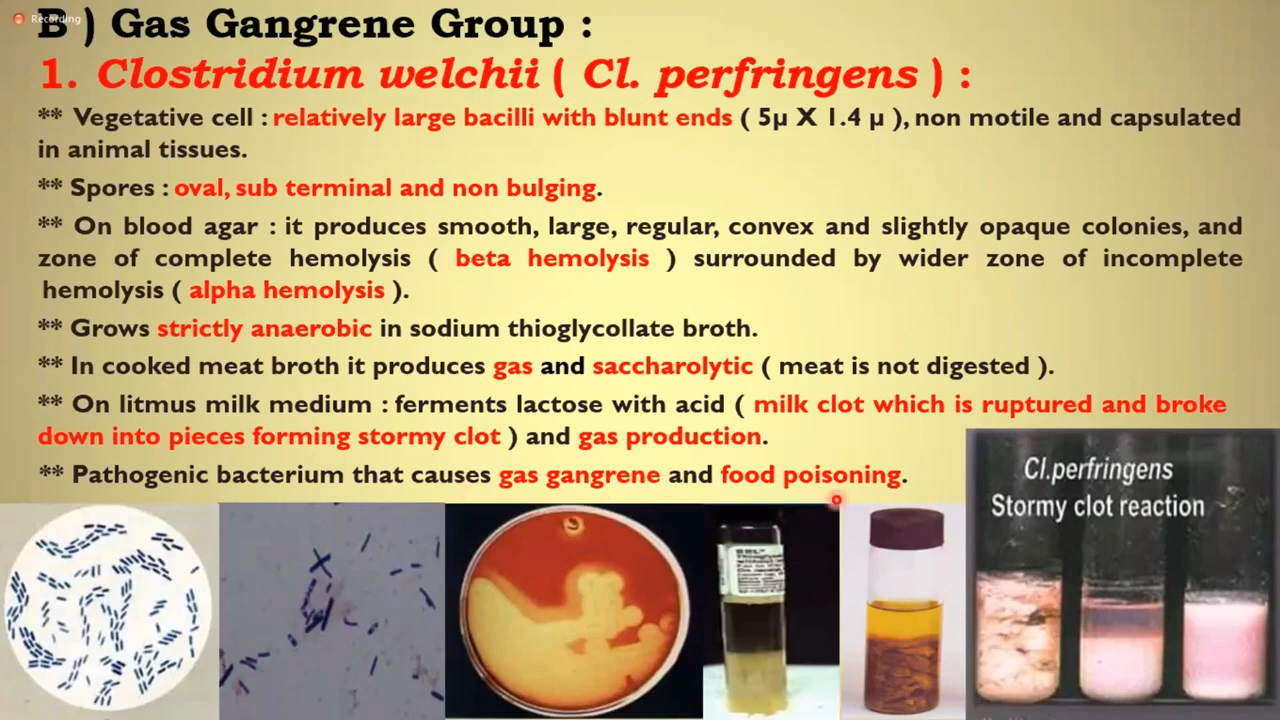 Recording
B ) Gas Gangrene Group :
1. Clostridium welchii ( Cl. perfringens ) :
** Vegetative cell : relatively large bacilli with blunt ends ( 5µ X 1.4 µ ), non motile and capsulated
in animal tissues.
** Spores : oval, sub terminal and non bulging.
** On blood agar : it produces smooth, large, regular, convex and slightly opaque colonies, and
zone of complete hemolysis ( beta hemolysis ) surrounded by wider zone of incomplete
hemolysis ( alpha hemolysis ).
** Grows strictly anaerobic in sodium thioglycollate broth.
** In cooked meat broth it produces gas and saccharolytic ( meat is not digested ).
** On litmus milk medium : ferments lactose with acid ( milk clot which is ruptured and broke
down into pieces forming stormy clot ) and gas production.
** Pathogenic bacterium that causes gas gangrene and food poisoning.
Cl.perfringens
Stormy clot reaction